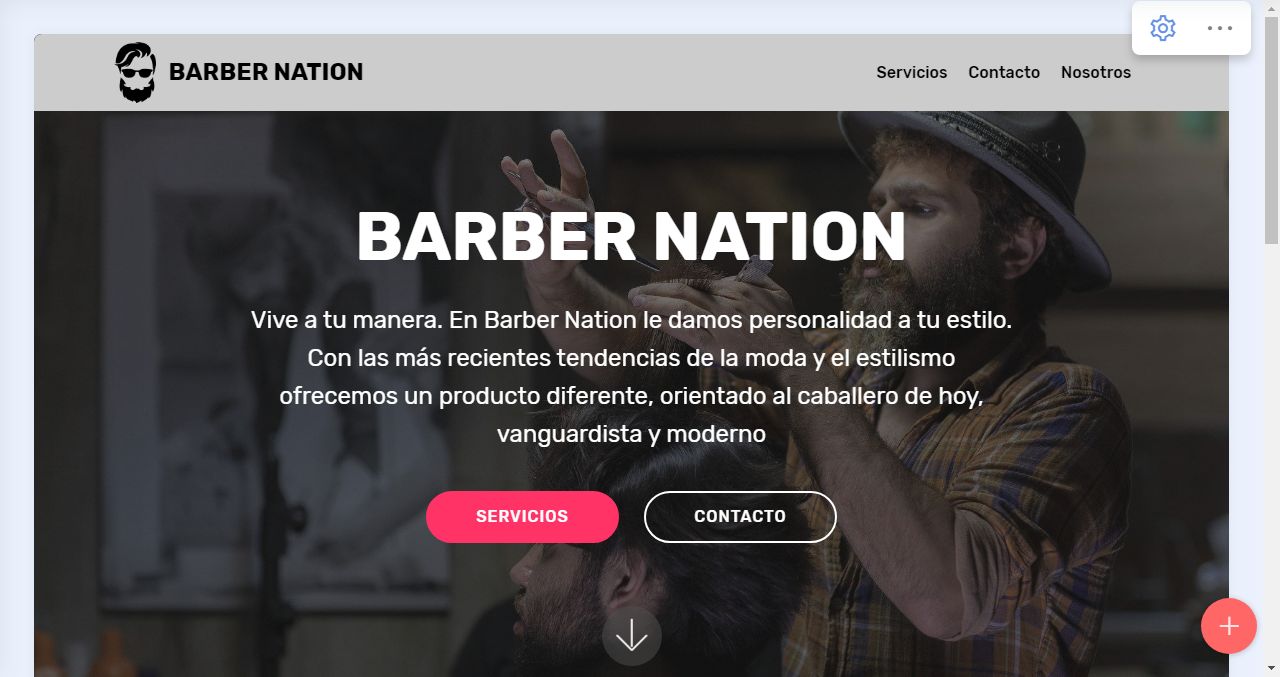 BARBER NATION
Servicios Contacto Nosotros
BARBER NATION
Vive a tu manera. En Barber Nation le damos personalidad a tu estilo.
Con las más recientes tendencias de la moda y el estilismo
ofrecemos un producto diferente, orientado al caballero de hoy,
vanguardista y moderno
SERVICIOS CONTACTO